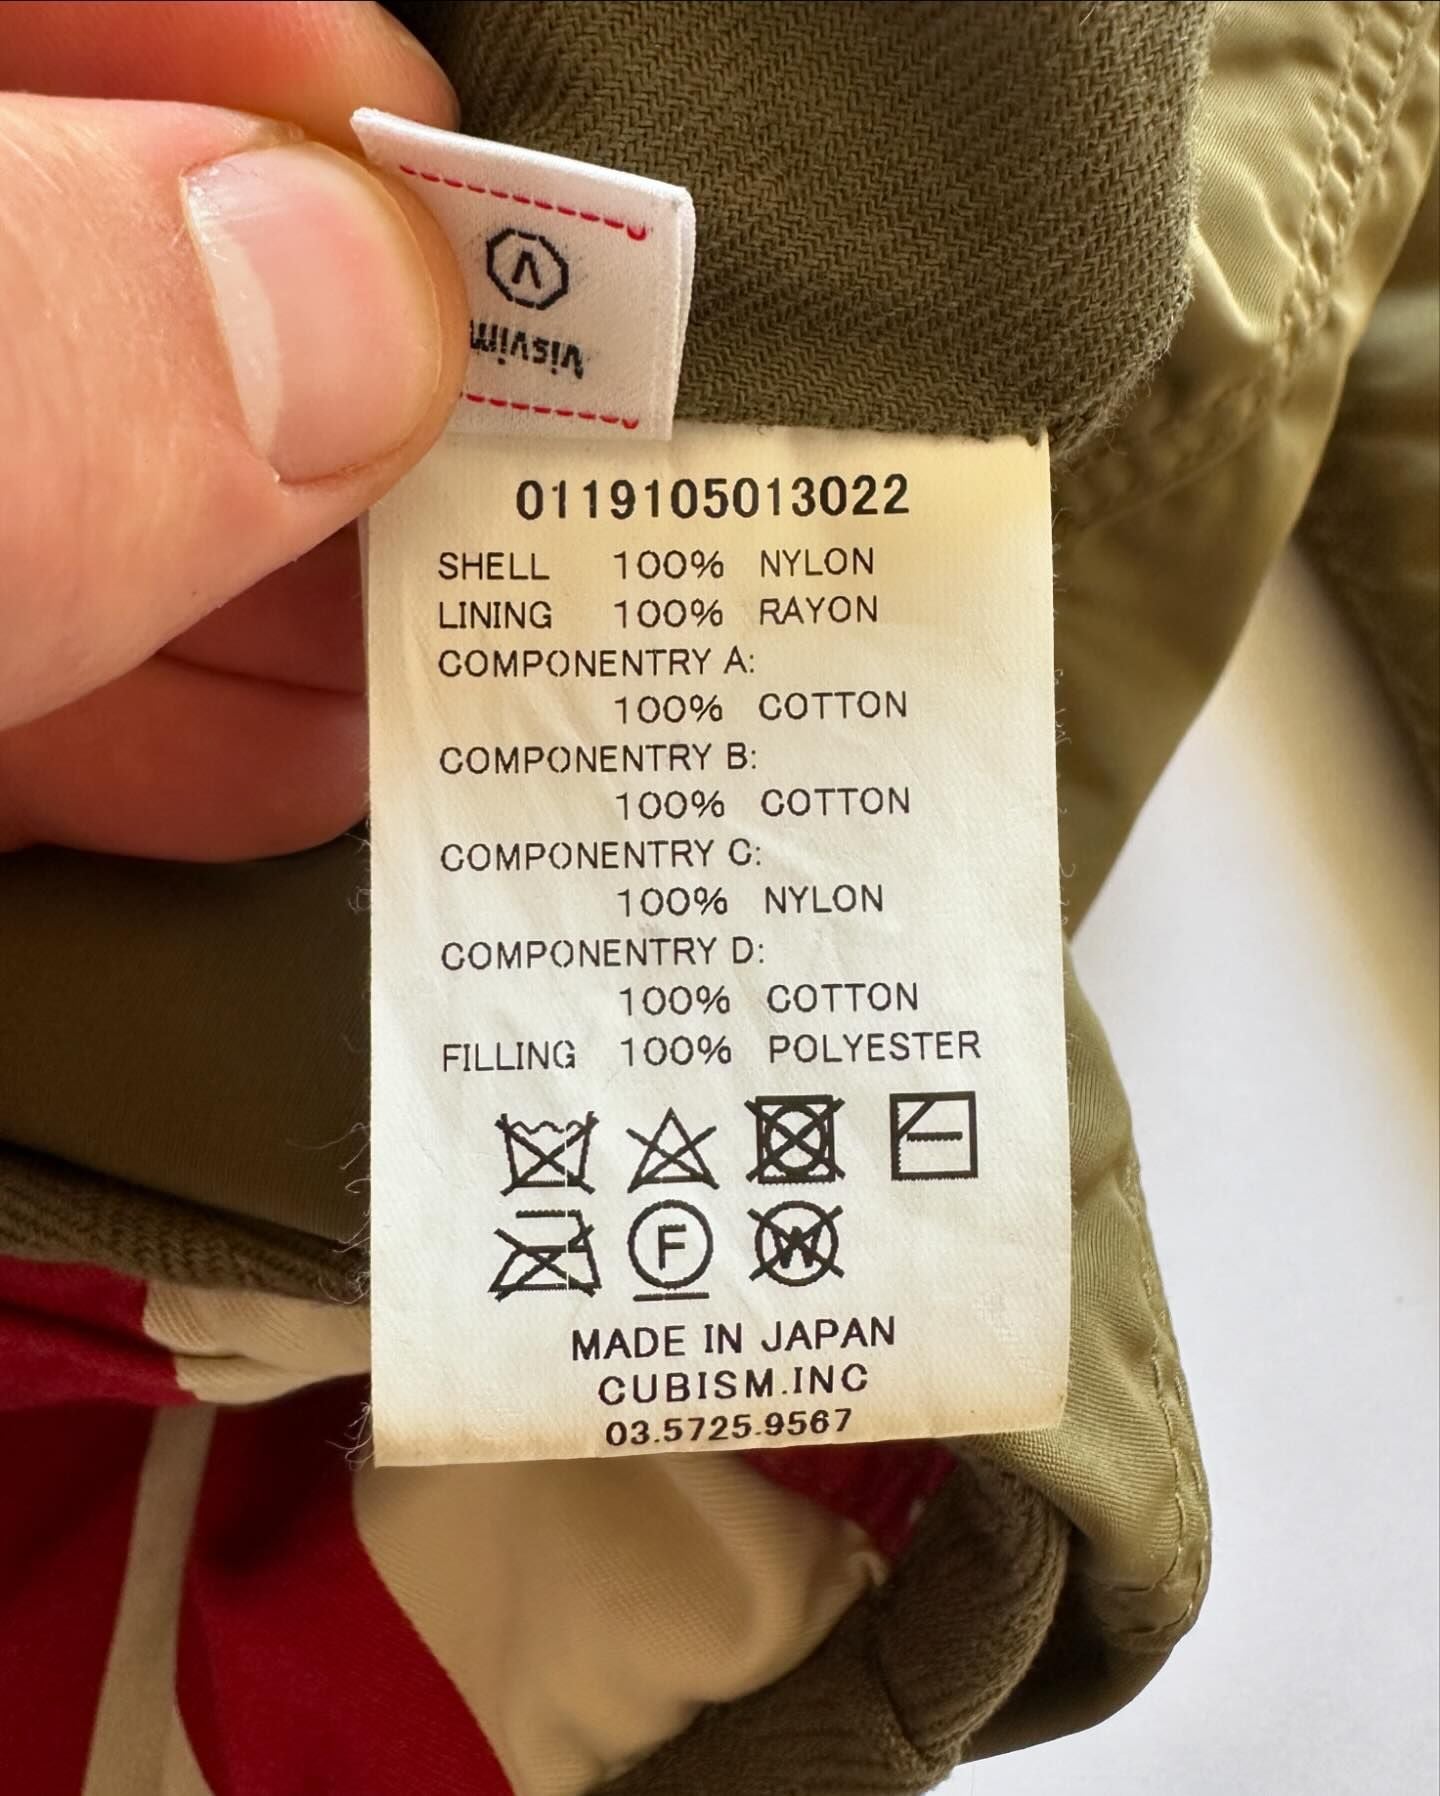 V
visvim
0119105013022
SHELL 100% NYLON
LINING 100% RAYON
COMPONENTRY A:
100% COTTON
COMPONENTRY B:
100% COTTON
COMPONENTRY C:
100% NYLON
COMPONENTRY D:
100% COTTON
FILLING 100% POLYESTER
F W
MADE IN JAPAN
CUBISM.INC
03.5725.9567